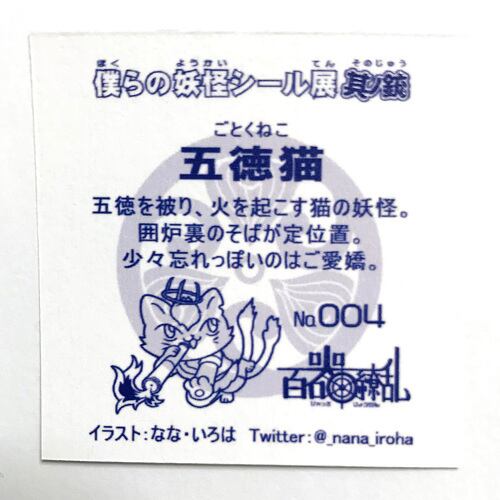 ぼく ようかい てん そのじゅう
僕らの妖怪シール展 其ノ銃
ごとくねこ
五徳猫
五徳を被り、火を起こす猫の妖怪。
囲炉裏のそばが定位置。
少々忘れっぽいのはご愛嬌。
No.004
イラスト:なな・いろは Twitter:@_nana_iroha